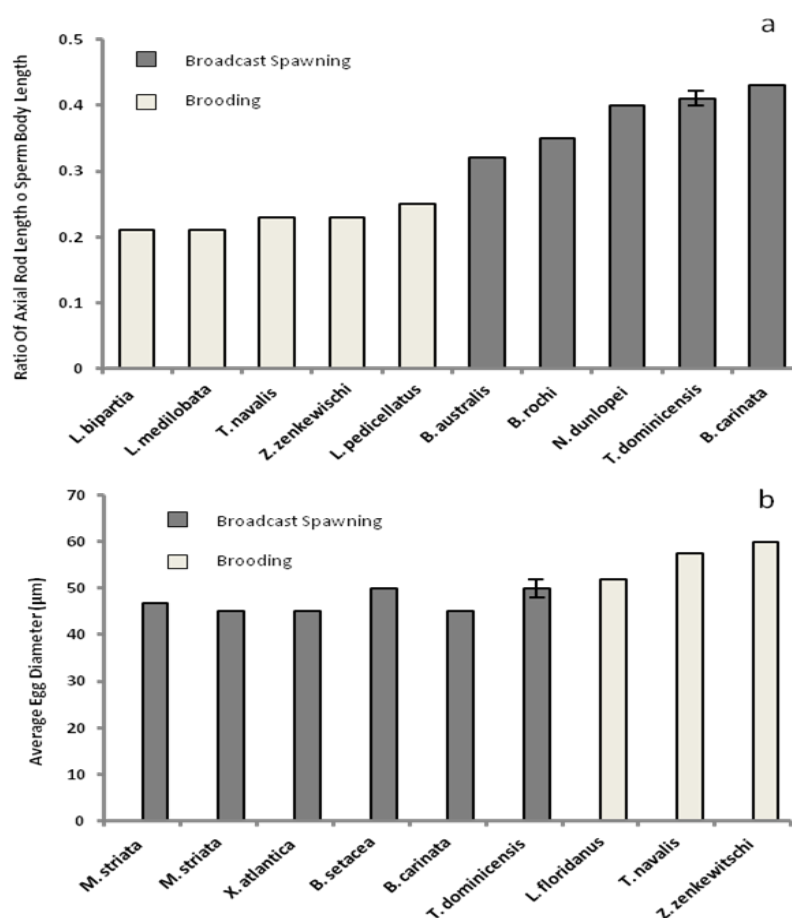 a
Ratio Of Axial Rod Length o Sperm Body Length
0.5
0.4
0.3
0.2
0.1
0
Broadcast Spawning
Brooding
L. bipartia
L. medilobata
T. navalis
Z. zenkewischi
L. pedicellatus
B. australis
B. rochi
N. dunlopei
T. dominicensis
B. carinata
b
Average Egg Diameter (µm)
70
60
50
40
30
20
10
0
Broadcast Spawning
Brooding
M. striata
M. striata
X. atlantica
B. setacea
B. carinata
T. dominicensis
L. floridanus
T. navalis
Z. zenkewitschi